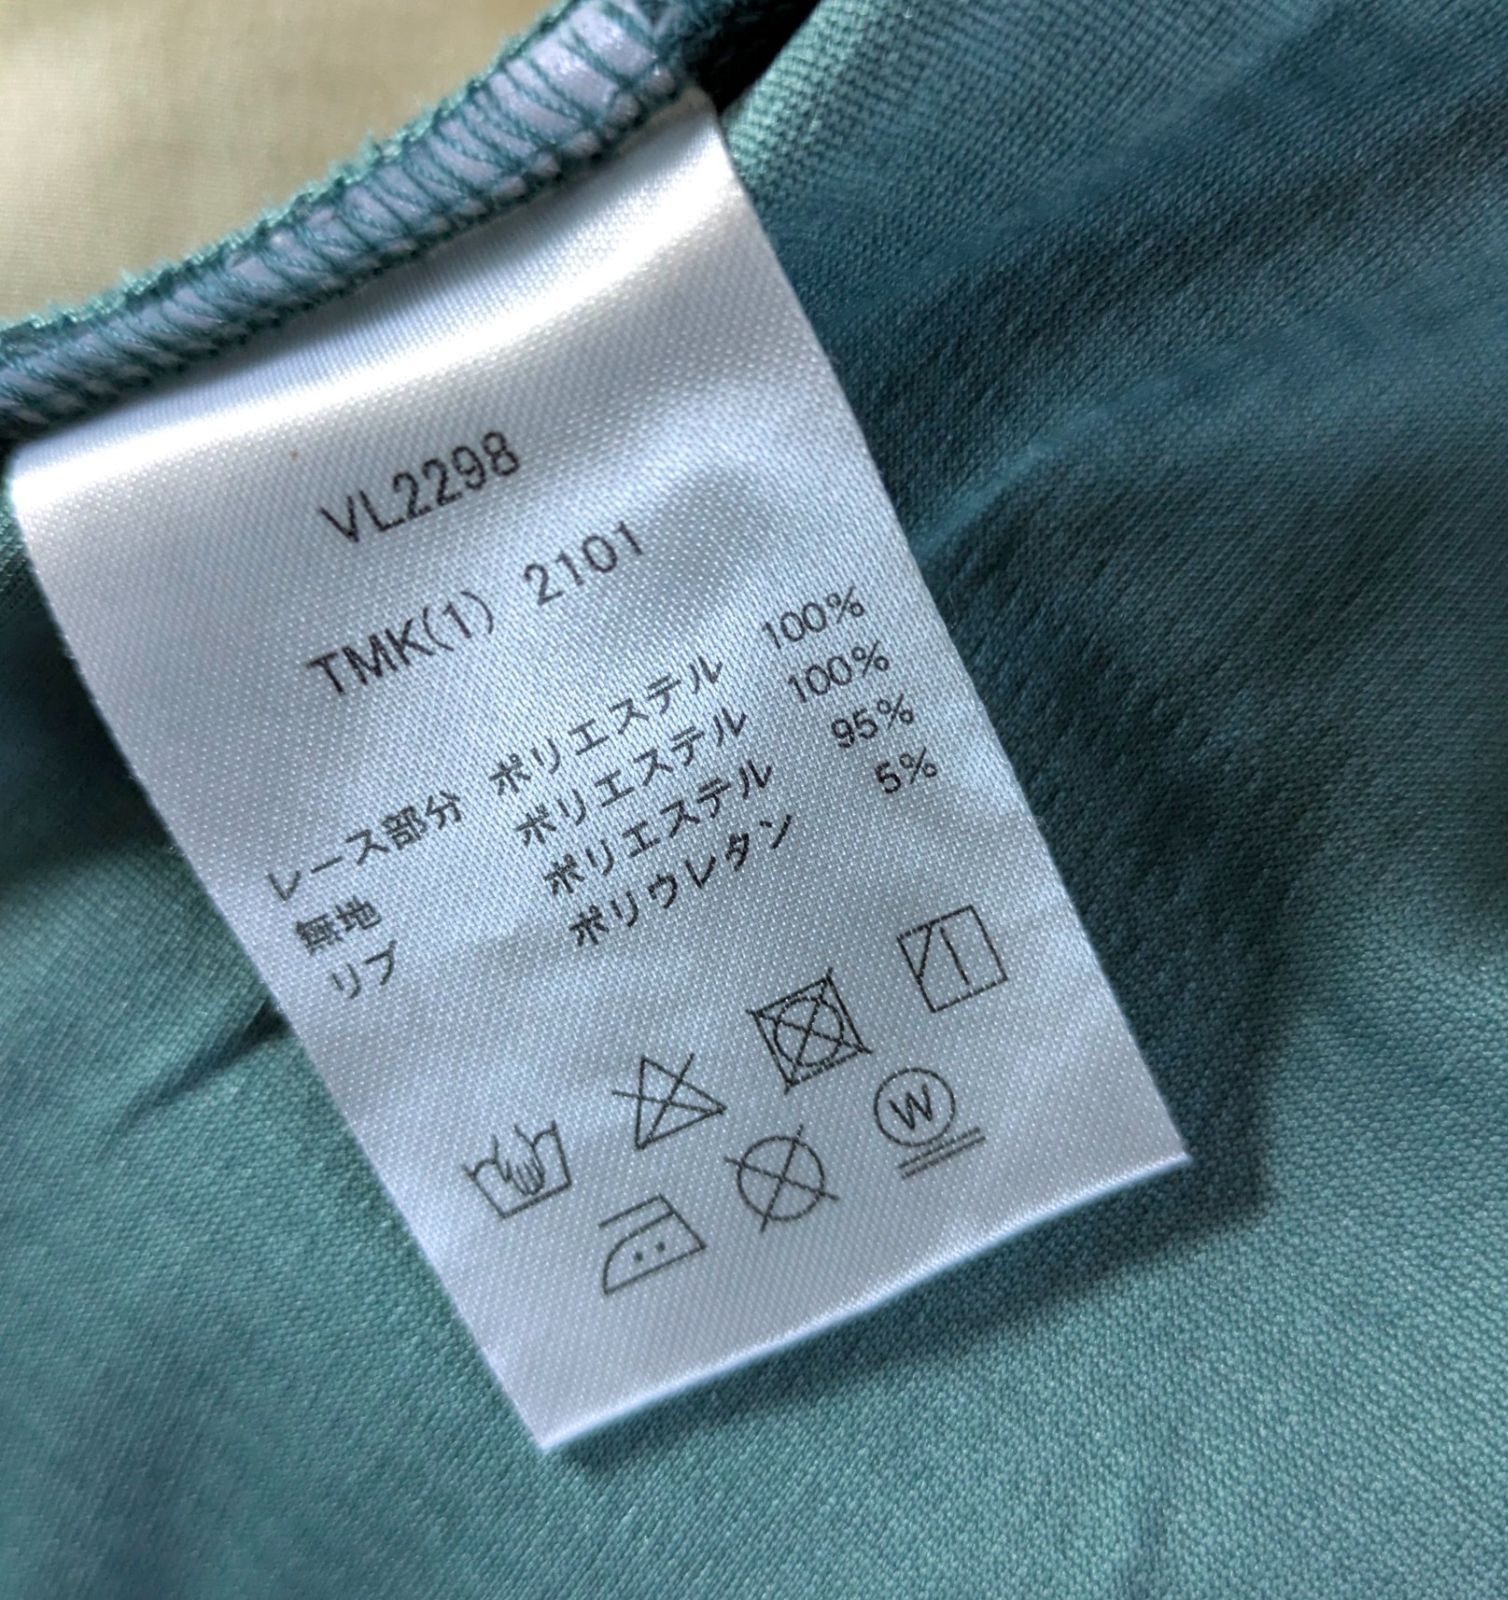 VL2298
TMK(1) 2101
レース部分 ポリエステル 100%
無地 ポリエステル 100%
リブ ポリエステル 95%
ポリウレタン 5%
W